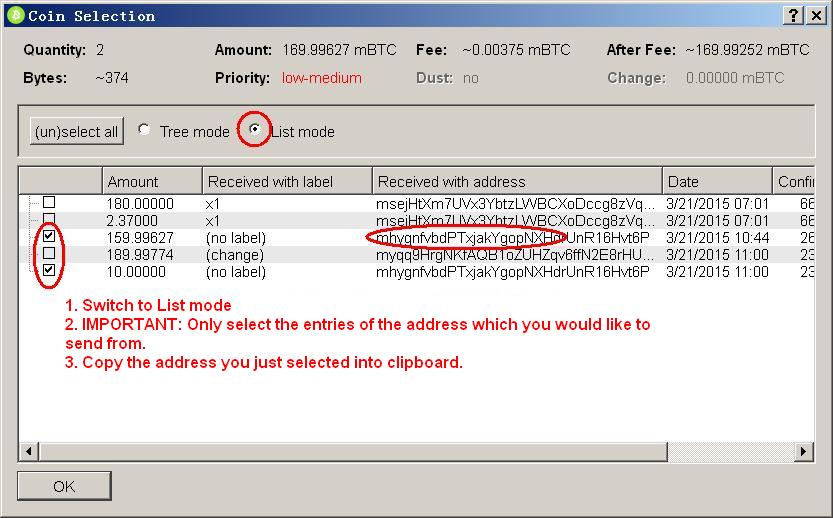 Coin Selection
Quantity: 2 Amount: 169.99627 mBTC Fee: ~0.00375 mBTC After Fee: ~169.99252 mBTC
Bytes: ~374 Priority: low-medium Dust: no Change: 0.00000 mBTC
(un)select all Tree mode List mode
Amount Received with label Received with address Date Confir
180.00000 x1 msejHtXm7UVx3YbtzLWBCXoDccg8zVq... 3/21/2015 07:01 66
2.37000 x1 msejHtXm7UVx3YbtzLWBCXoDccg8zVq... 3/21/2015 07:01 66
159.99627 (no label) mhygnfvbdPTxjakYgopNXHdrUnR16Hvt6P 3/21/2015 10:44 26
189.99774 (change) myqq9HrgNKfAQB1oZUHZqv6ffN2E8rHU... 3/21/2015 11:00 23
10.00000 (no label) mhygnfvbdPTxjakYgopNXHdrUnR16Hvt6P 3/21/2015 11:00 23
1. Switch to List mode
2. IMPORTANT: Only select the entries of the address which you would like to
send from.
3. Copy the address you just selected into clipboard.
OK